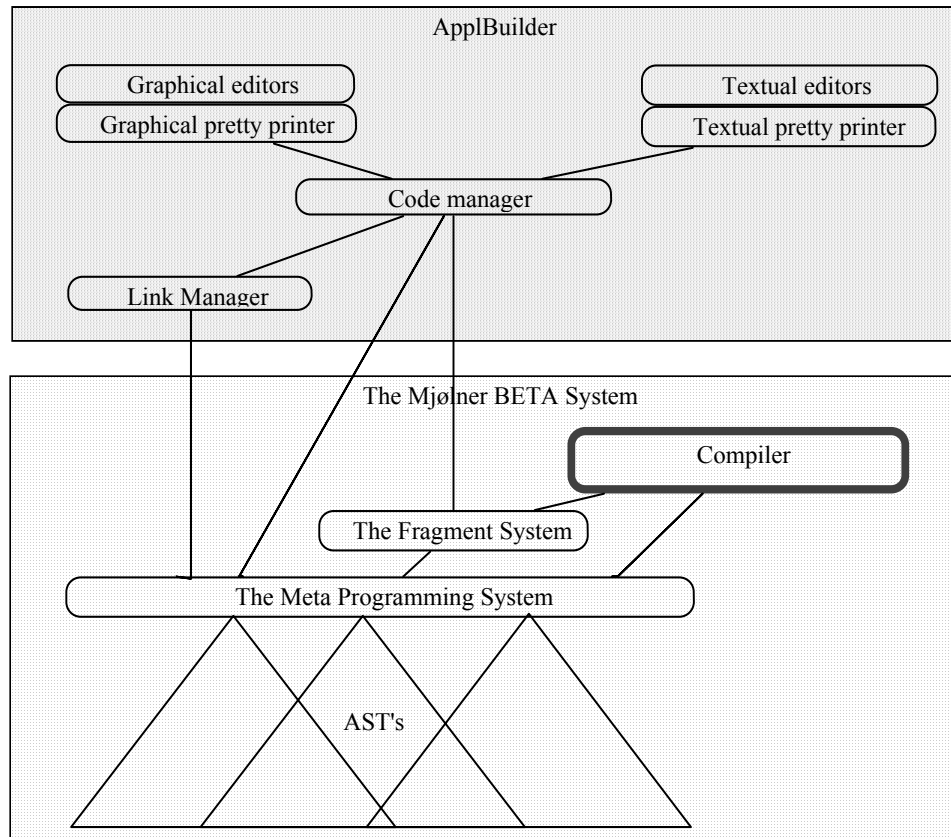 ApplBuilder
Graphical editors
Textual editors
Graphical pretty printer
Textual pretty printer
Code manager
Link Manager
The Mjølner BETA System
Compiler
The Fragment System
The Meta Programming System
AST's